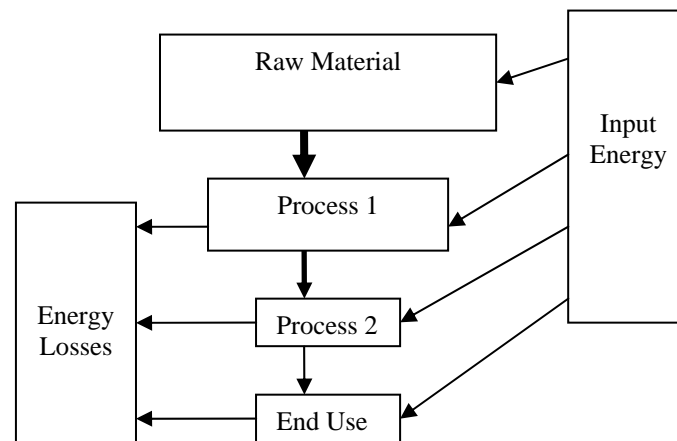 Raw Material
Input
Energy
Process 1
Energy
Losses
Process 2
End Use